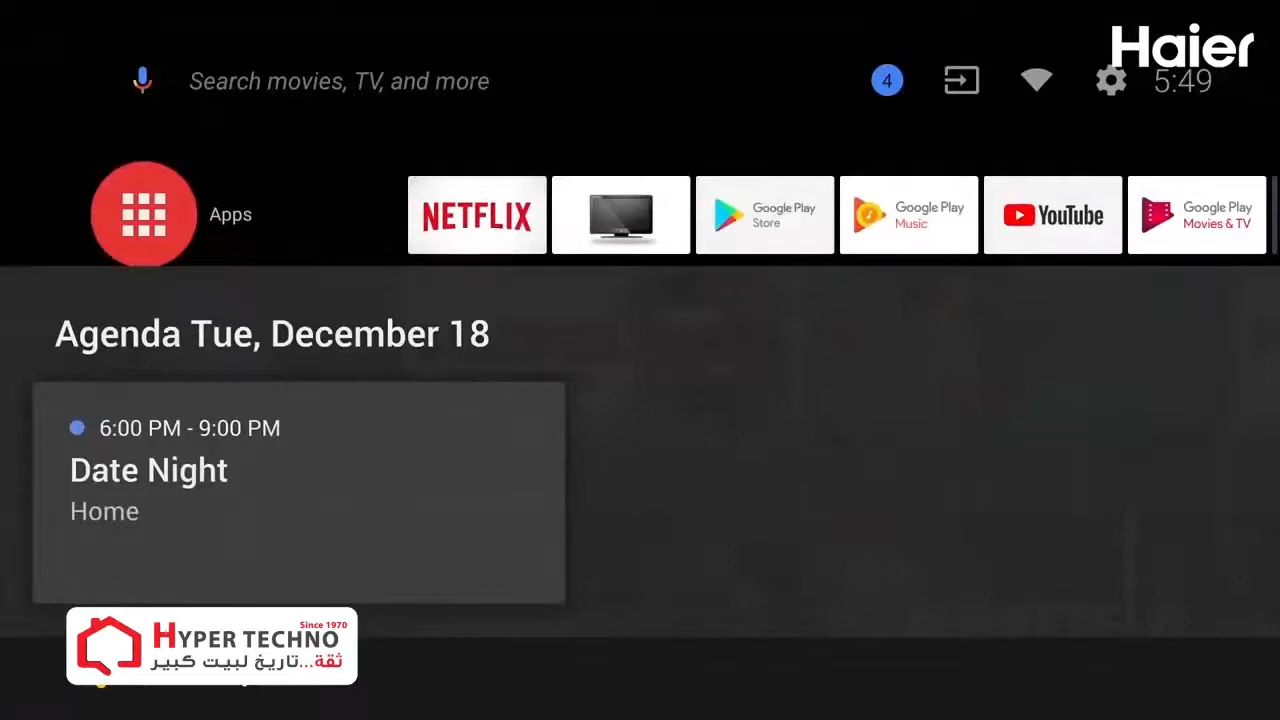 Haier
Search movies, TV, and more
4
5:49
Apps
NETFLIX
Google Play
Store
Google Play
Music
YouTube
Google Play
Movies & TV
Agenda Tue, December 18
6:00 PM - 9:00 PM
Date Night
Home
Since 1970
HYPER TECHNO
ثقة...تاريخ لبيت كبير